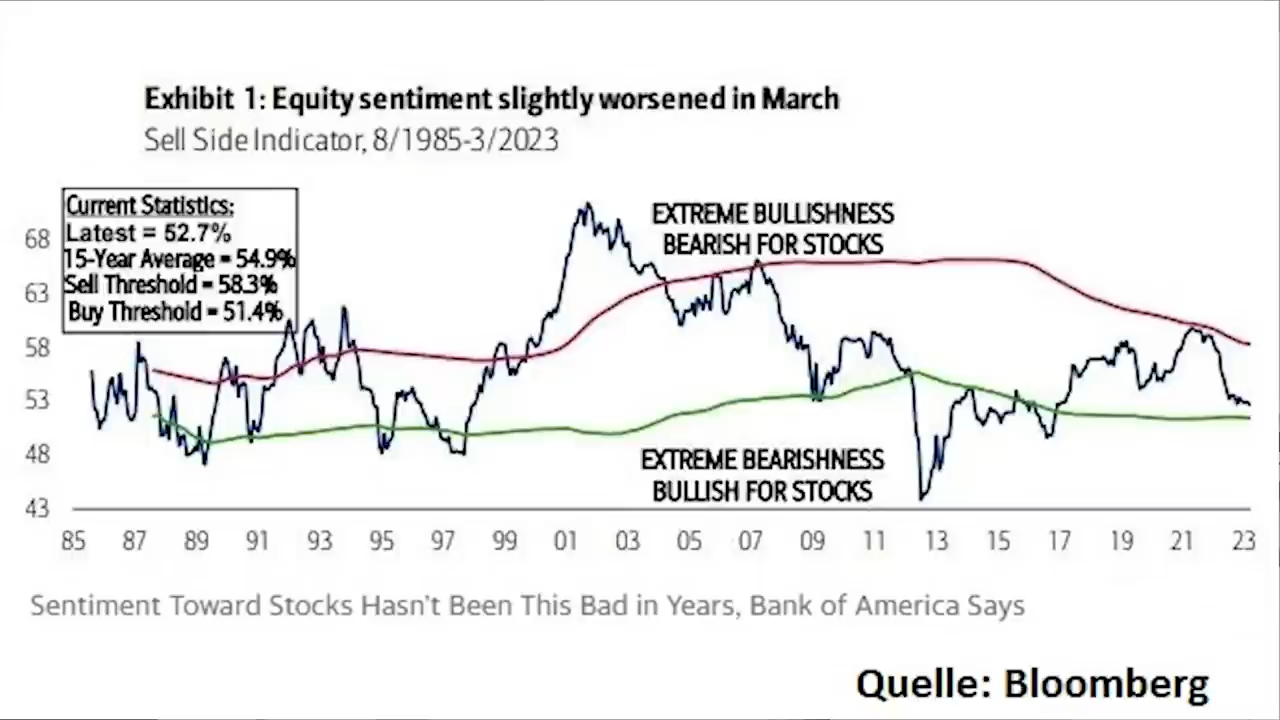 Exhibit 1: Equity sentiment slightly worsened in March
Sell Side Indicator, 8/1985-3/2023
Current Statistics:
Latest = 52.7%
15-Year Average = 54.9%
Sell Threshold = 58.3%
Buy Threshold = 51.4%
EXTREME BULLISHNESS
BEARISH FOR STOCKS
68
63
58
53
48
43
EXTREME BEARISHNESS
BULLISH FOR STOCKS
85 87 89 91 93 95 97 99 01 03 05 07 09 11 13 15 17 19 21 23
Sentiment Toward Stocks Hasn't Been This Bad in Years, Bank of America Says
Quelle: Bloomberg